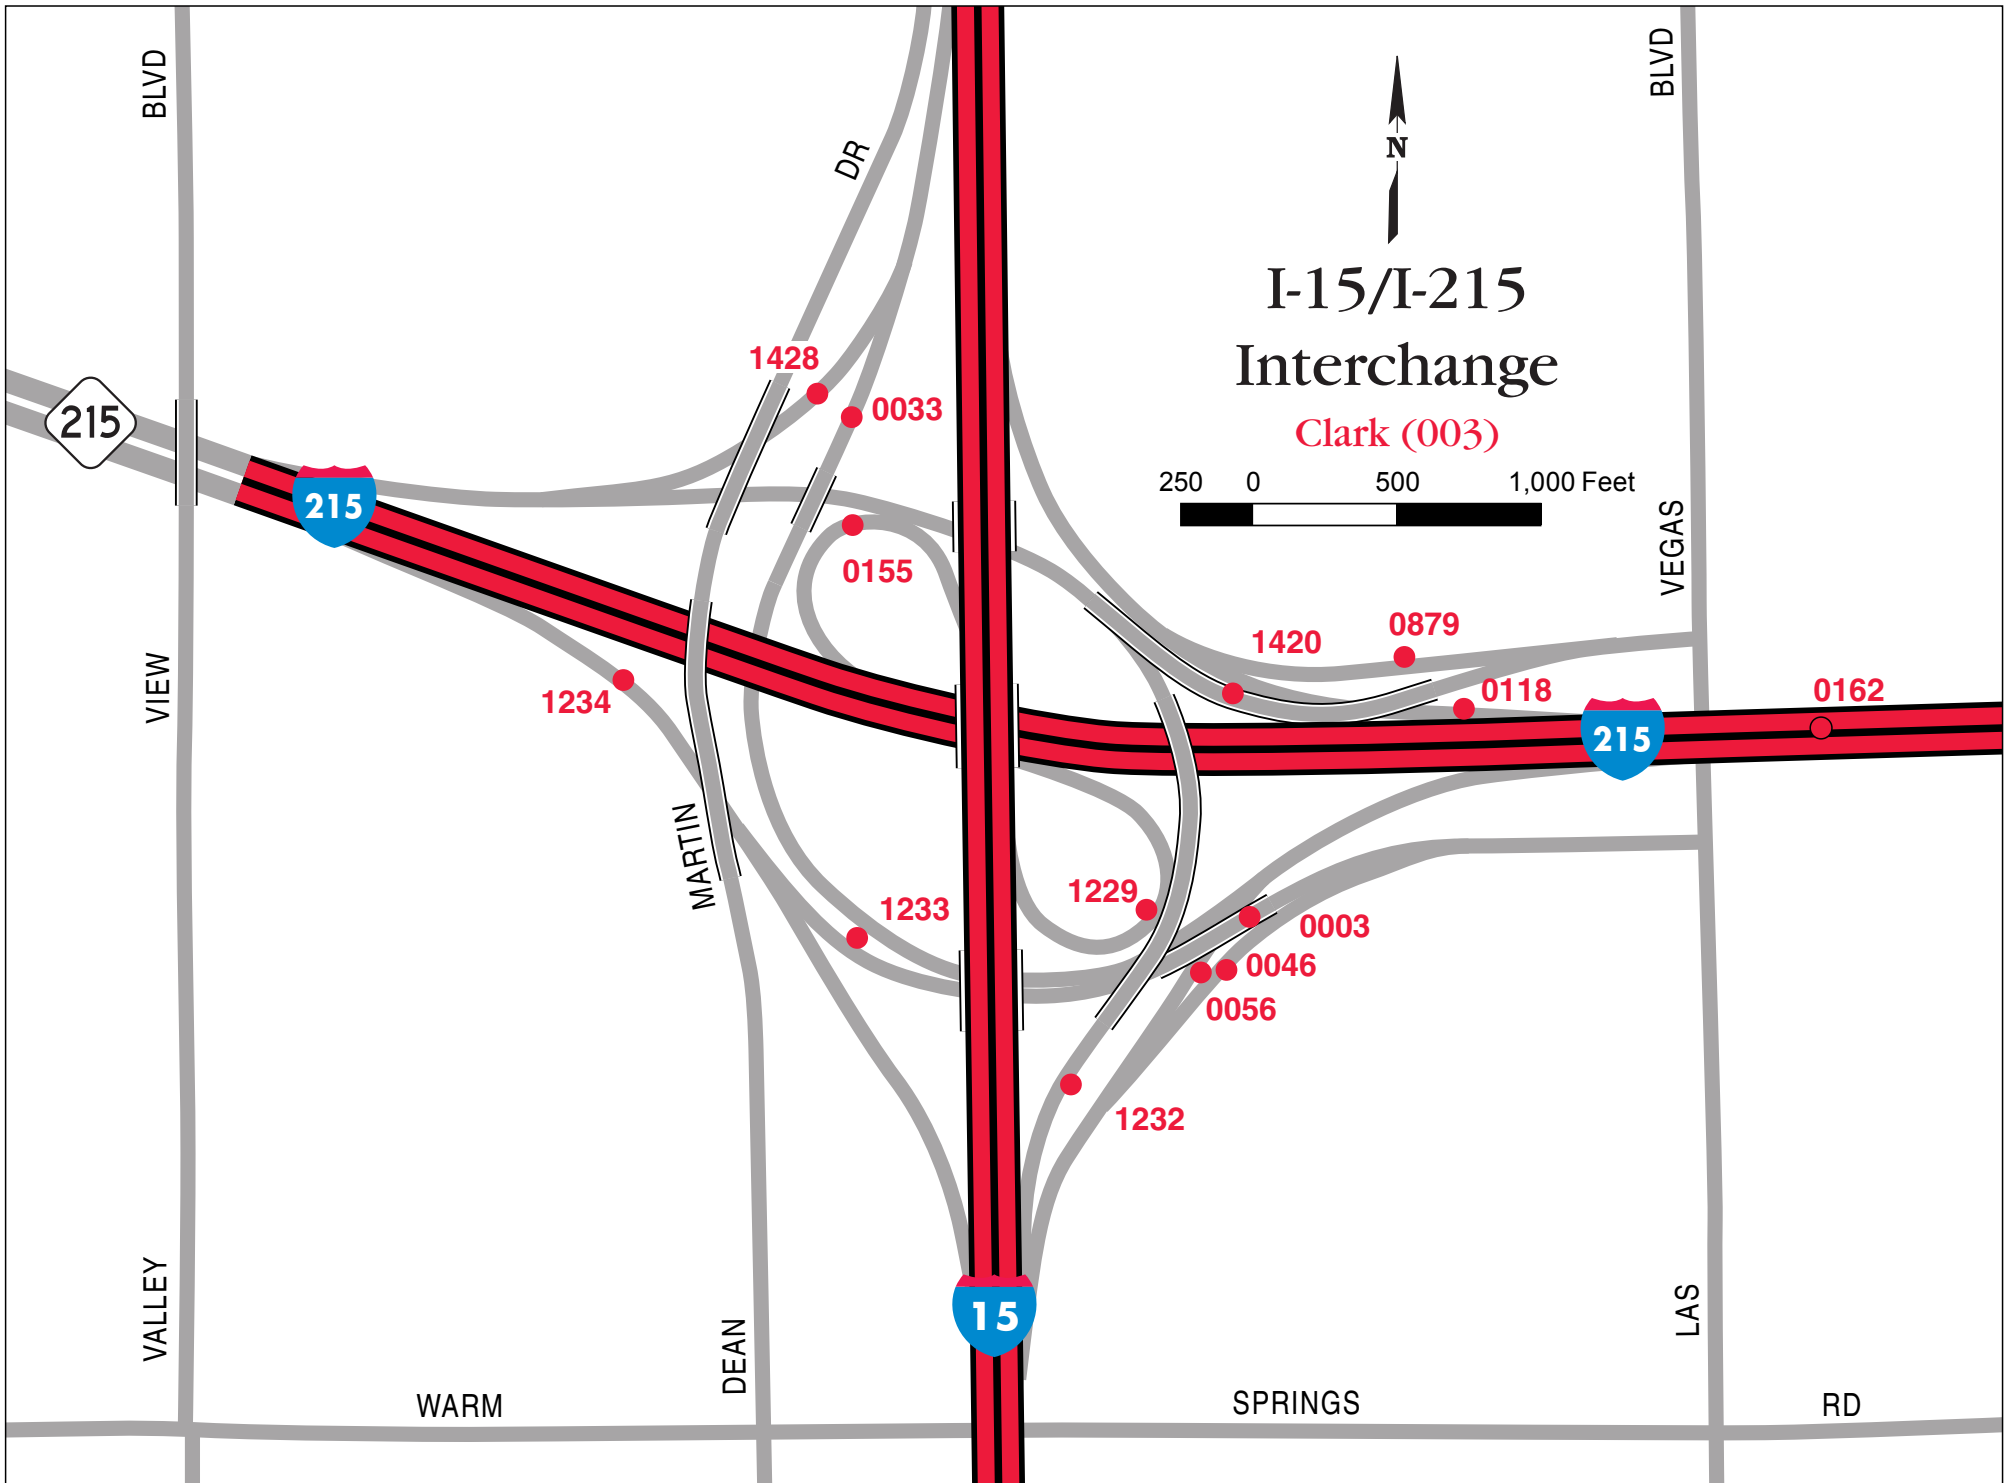 BLVD
BLVD
DR
N
I-15/I-215
Interchange
Clark (003)
250 0 500 1,000 Feet
1428
0033
215
215
0155
VEGAS
1420
0879
0118
0162
215
VIEW
1234
MARTIN
1233
1229
0003
0046
0056
1232
VALLEY
DEAN
15
LAS
WARM
SPRINGS
RD